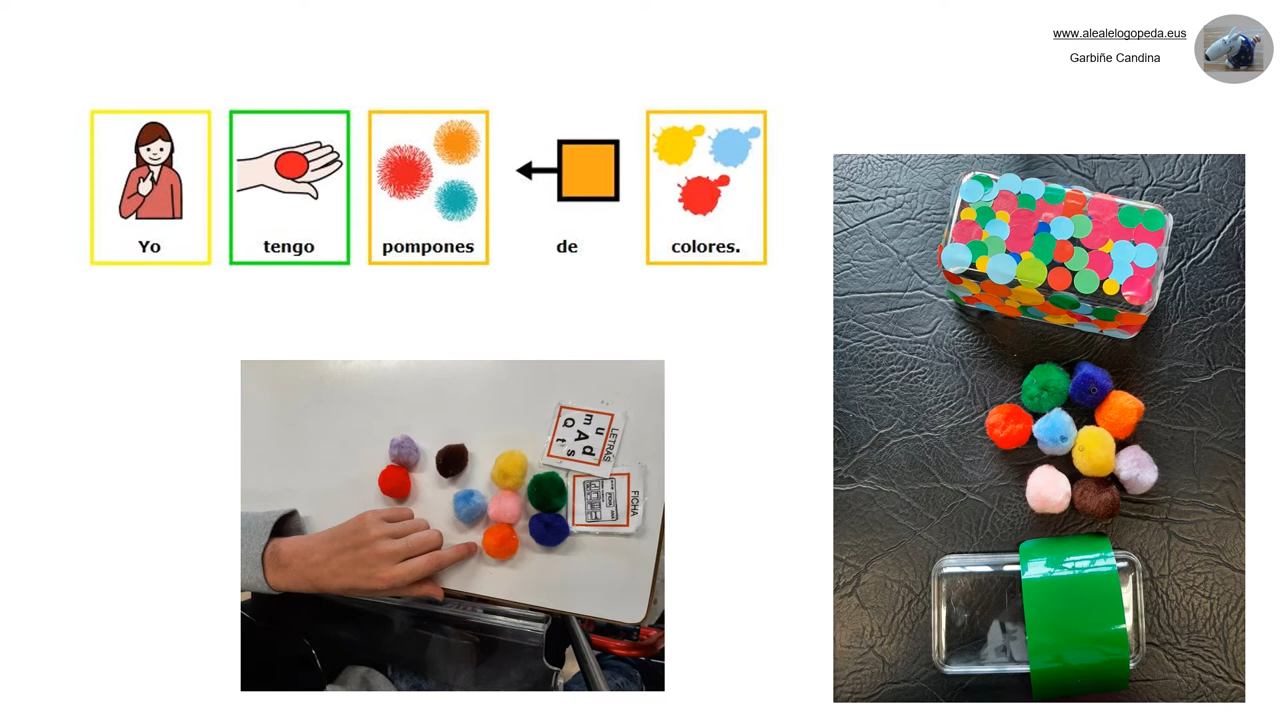 www.alealelogopeda.eus
Garbiñe Candina
Yo tengo pompones de colores.
LETRAS
u
m A d
Q t s
FICHA